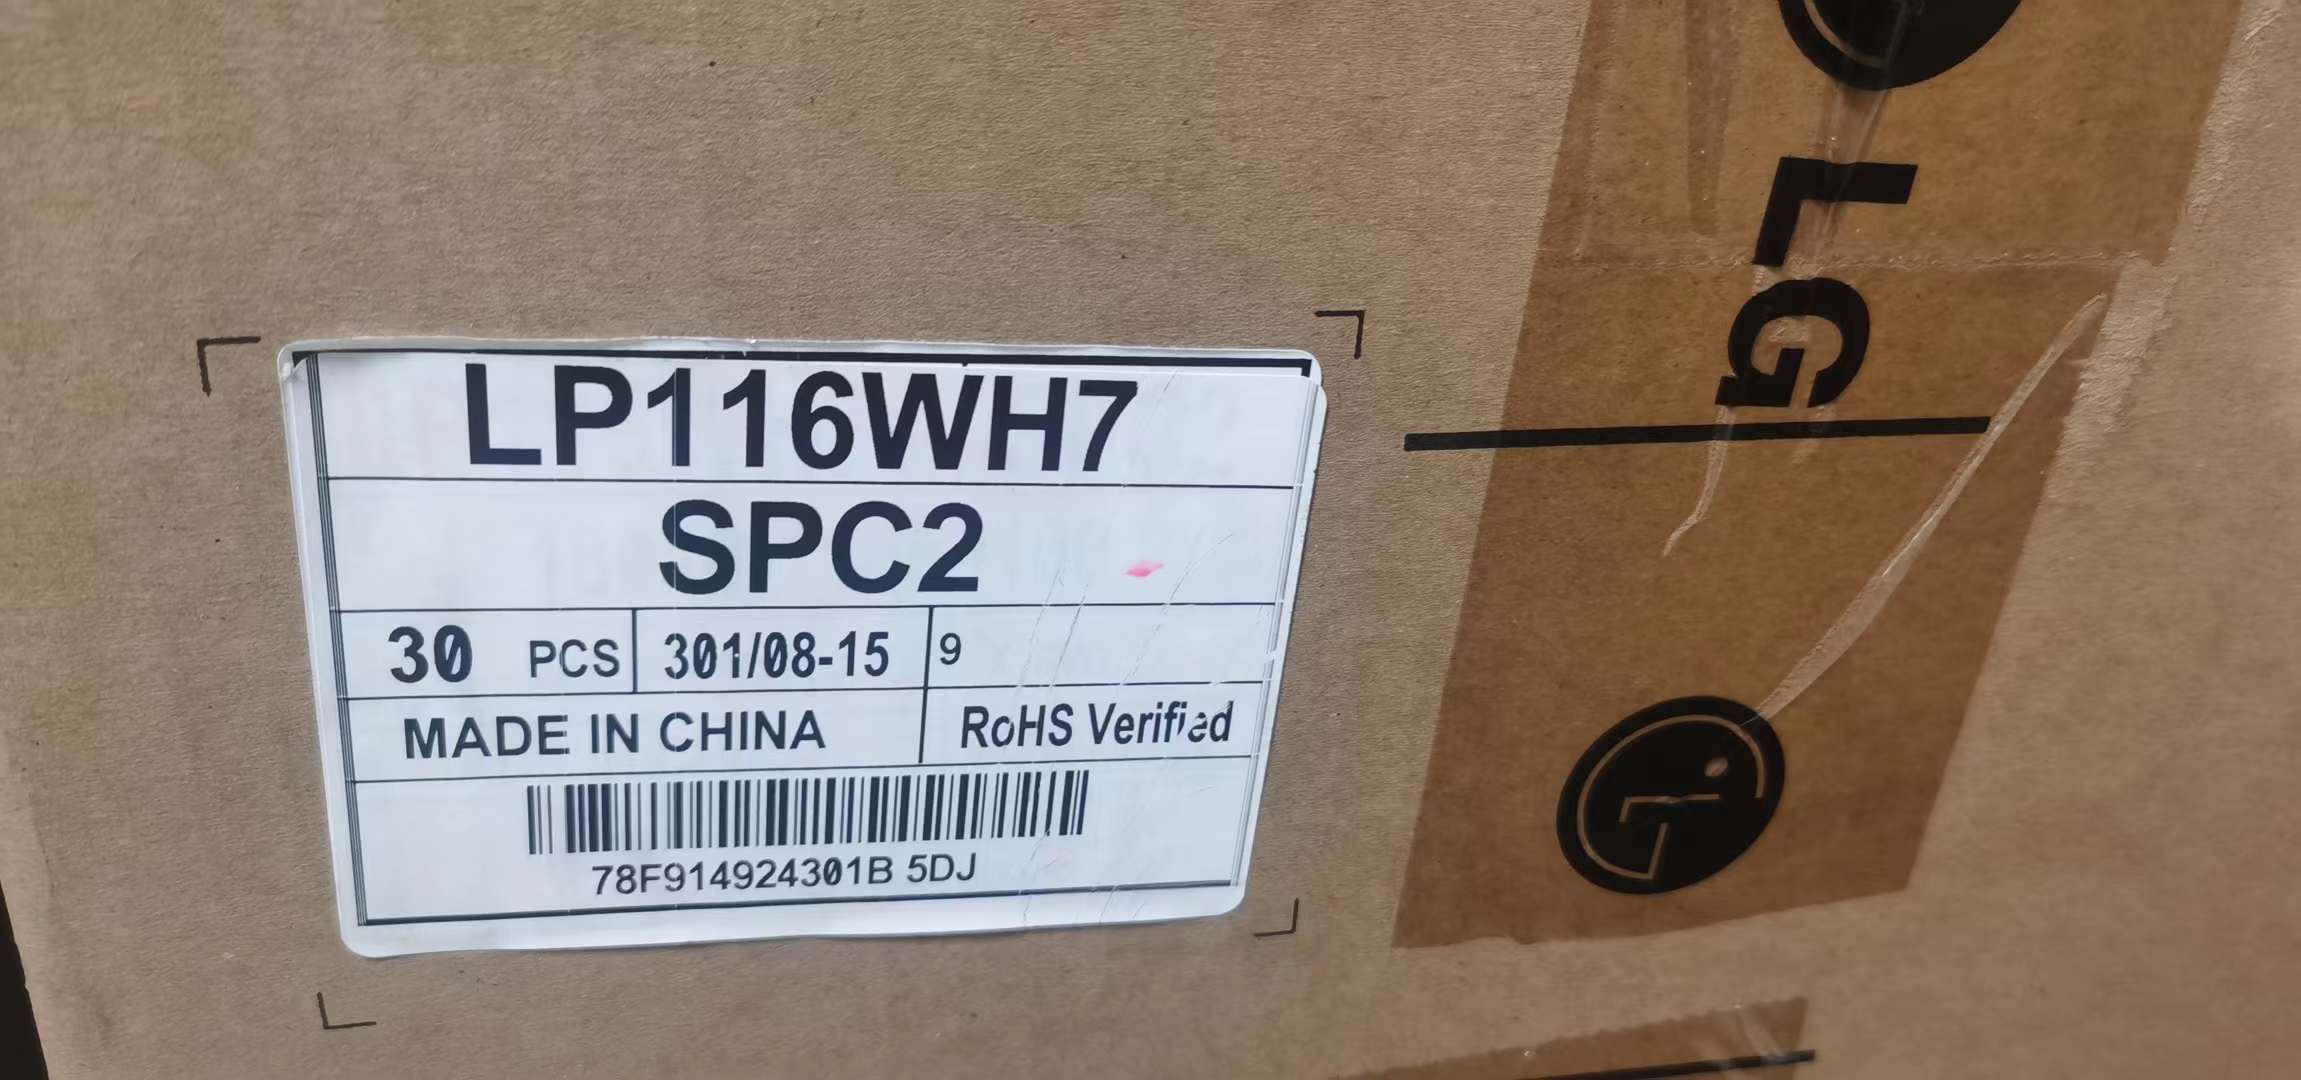 LP116WH7
SPC2
30 PCS 301/08-15 9
MADE IN CHINA RoHS Verified
78F914924301B 5DJ
LG